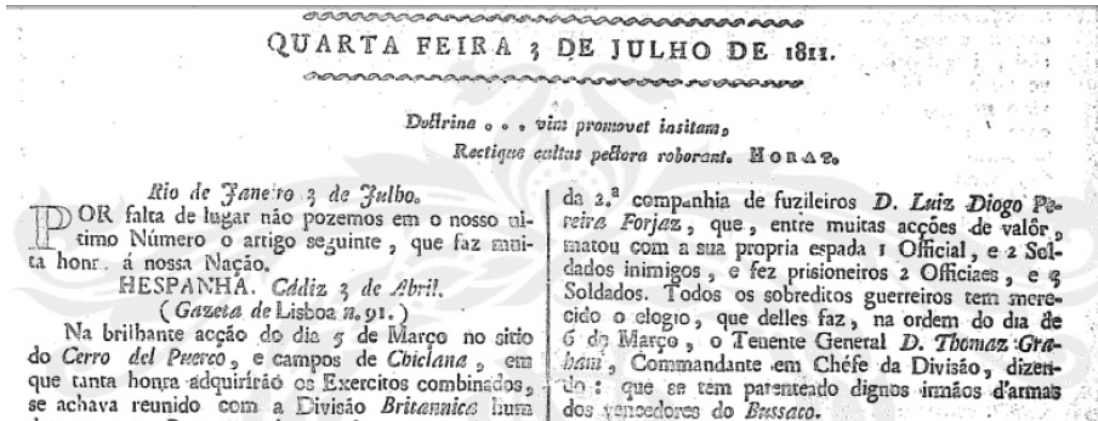 QUARTA FEIRA 3 DE JULHO DE 1811.
Doctrina . . . vim promovet insitam,
Rectique cultus pectora roborant. HORAT.
Rio de Janeiro 3 de Julho.
POR falta de lugar não pozemos em o nosso ul-
timo Número o artigo seguinte, que faz mui-
ta honr. á nossa Nação.
HESPANHA. Cádiz 3 de Abril.
(Gazeta de Lisboa n. 91.)
Na brilhante acção do dia 5 de Março no sitio
do Cerro del Puerco, e campos de Chiclana, em
que tanta honra adquirírão os Exercitos combinados,
se achava reunido com a Divisão Britannica hum
da 2.ª companhia de fuzileiros D. Luiz Diogo Pe-
reira Forjaz, que, entre muitas acções de valôr,
matou com a sua propria espada 1 Official, e 2 Sol-
dados inimigos, e fez prisioneiros 2 Officiaes, e
Soldados. Todos os sobreditos guerreiros tem mere-
cido o elogio, que delles faz, na ordem do dia de
6 de Março, o Tenente General D. Thomaz Gra-
ham, Commandante em Chéfe da Divisão, dizen-
do: que se tem patenteado dignos irmãos d'armas
dos vencedores do Bussaco.